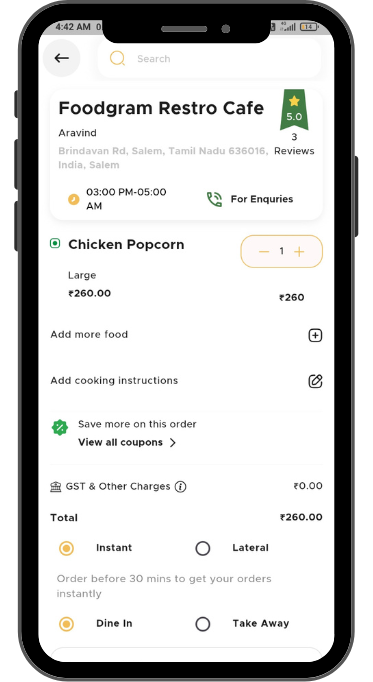 4:42 AM
14
Search
Foodgram Restro Cafe
5.0
Aravind
3
Brindavan Rd, Salem, Tamil Nadu 636016,
Reviews
India, Salem
03:00 PM-05:00
AM
For Enquries
Chicken Popcorn
1
Large
₹260.00
₹260
Add more food
Add cooking instructions
Save more on this order
View all coupons
GST & Other Charges
₹0.00
Total
₹260.00
Instant
Lateral
Order before 30 mins to get your orders
instantly
Dine In
Take Away